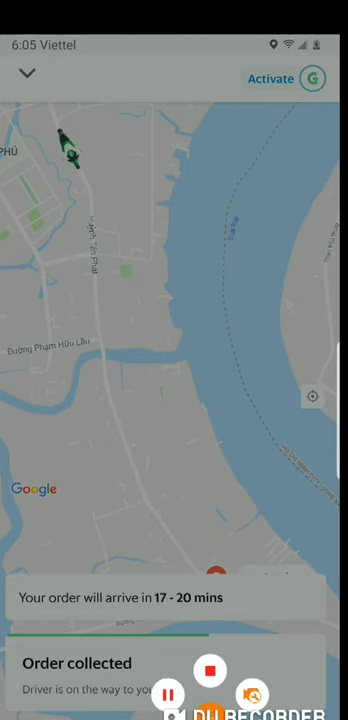 6:05 Viettel
Activate G
PHÚ
Huỳnh Tấn Phát
Đường Phạm Hữu Lầu
Google
Your order will arrive in 17 - 20 mins
Order collected
Driver is on the way to you
DU RECORDER